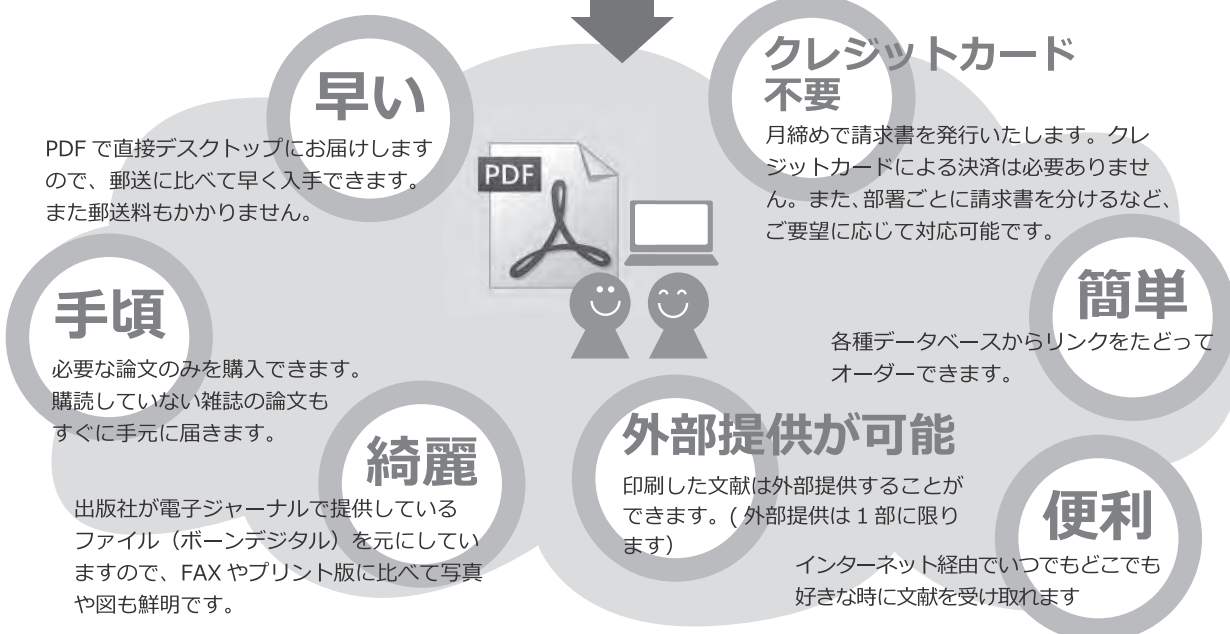 早い
PDF で直接デスクトップにお届けします
ので、郵送に比べて早く入手できます。
また郵送料もかかりません。
PDF
クレジットカード
不要
月締めで請求書を発行いたします。クレ
ジットカードによる決済は必要ありませ
ん。また、部署ごとに請求書を分けるなど、
ご要望に応じて対応可能です。
手頃
必要な論文のみを購入できます。
購読していない雑誌の論文も
すぐに手元に届きます。
簡単
各種データベースからリンクをたどって
オーダーできます。
綺麗
出版社が電子ジャーナルで提供している
ファイル（ボーンデジタル）を元にしてい
ますので、FAX やプリント版に比べて写真
や図も鮮明です。
外部提供が可能
印刷した文献は外部提供することが
できます。( 外部提供は 1 部に限り
ます)
便利
インターネット経由でいつでもどこでも
好きな時に文献を受け取れます